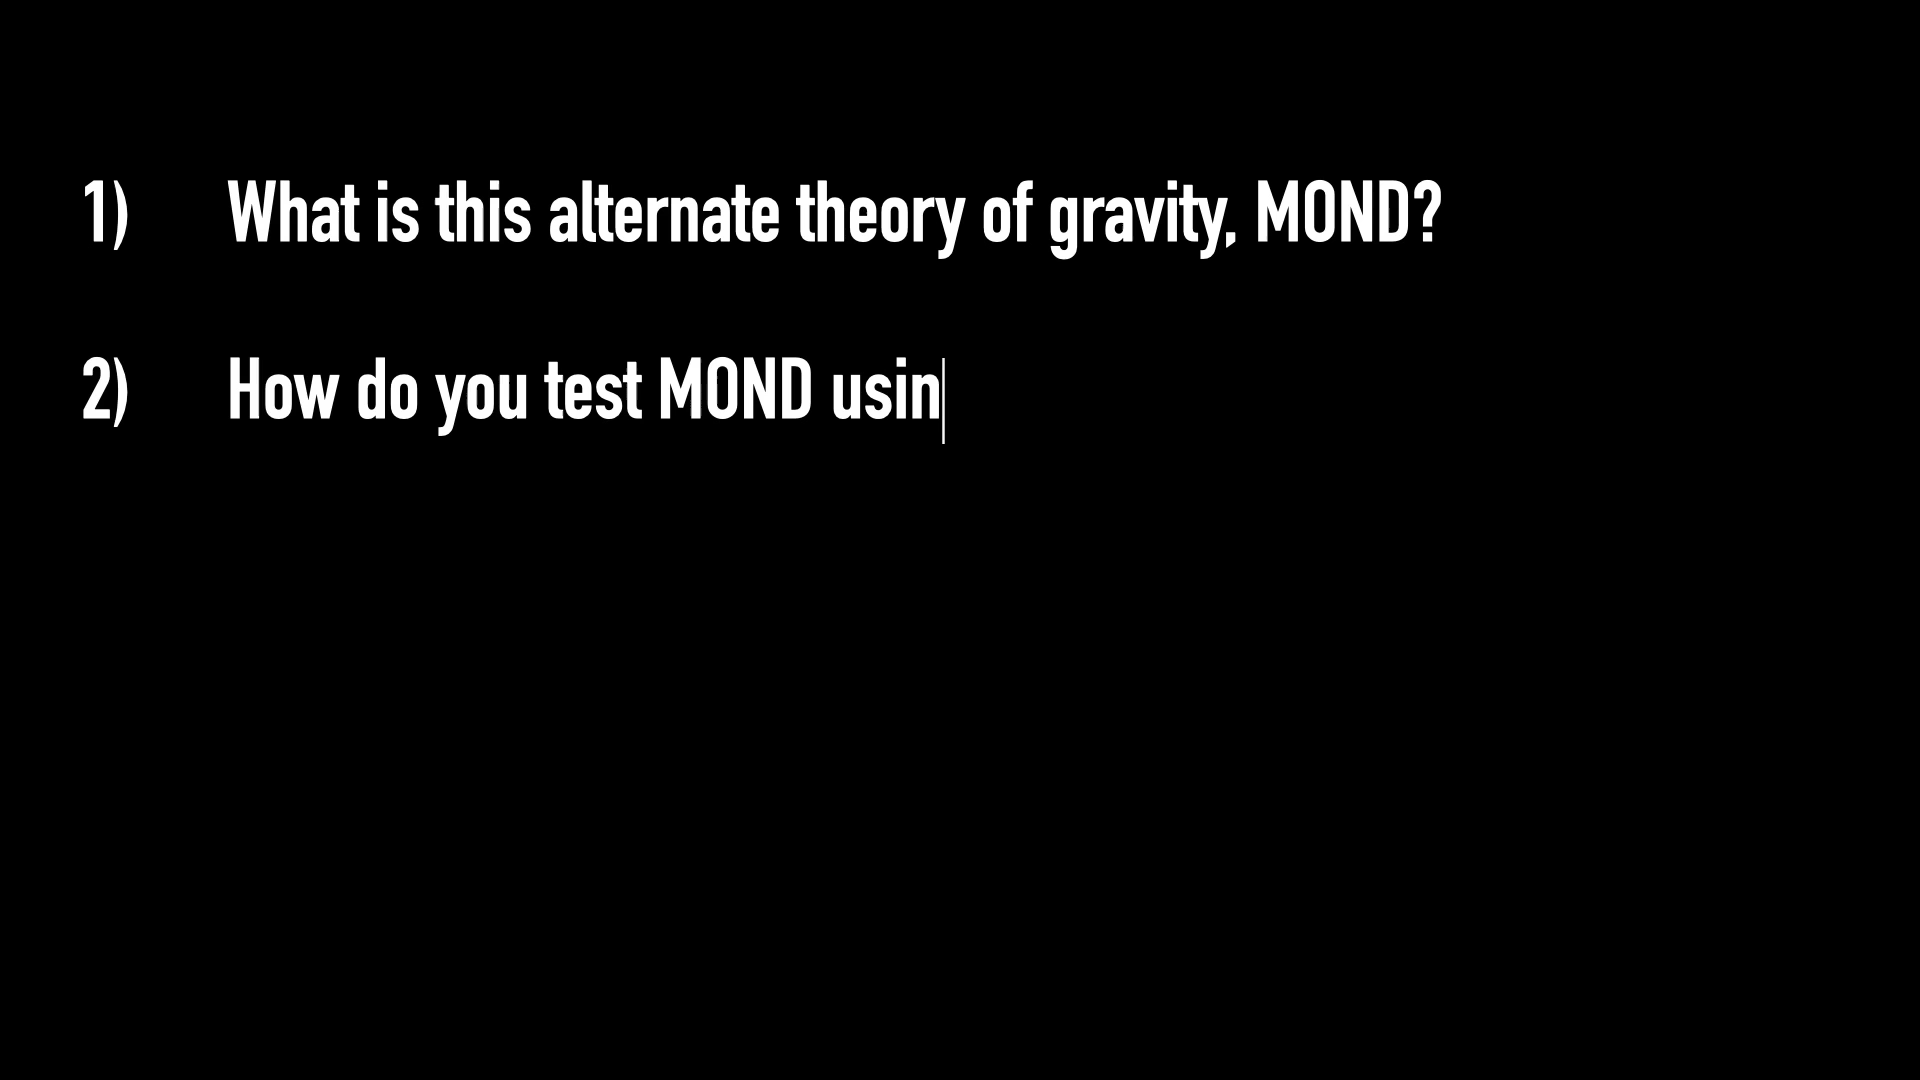 1) What is this alternate theory of gravity, MOND?
2) How do you test MOND usin